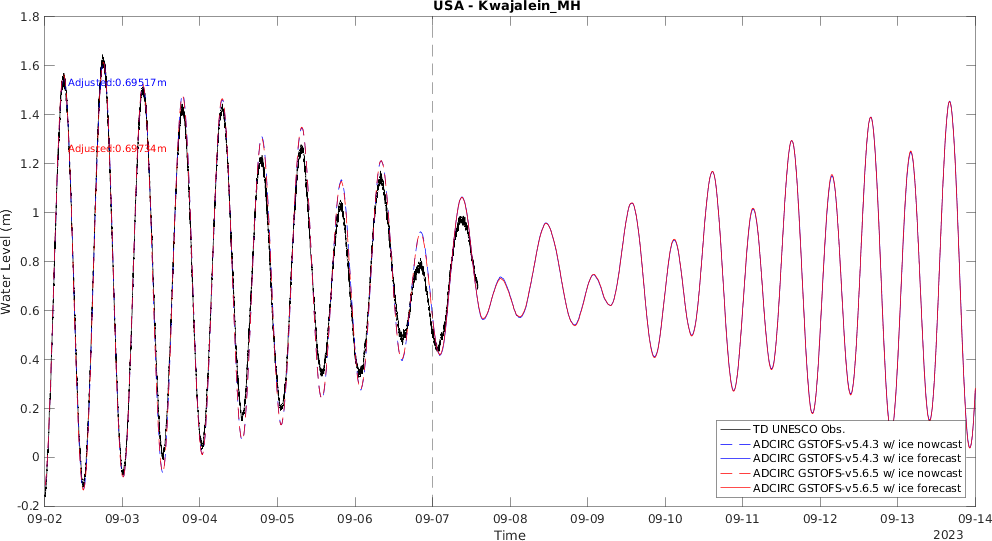 USA - Kwajalein_MH
1.8
1.6
1.4
1.2
1
0.8
0.6
0.4
0.2
0
-0.2
Water Level (m)
Adjusted:0.69517m
Adjusted:0.69734m
TD UNESCO Obs.
ADCIRC GSTOFS-v5.4.3 w/ ice nowcast
ADCIRC GSTOFS-v5.4.3 w/ ice forecast
ADCIRC GSTOFS-v5.6.5 w/ ice nowcast
ADCIRC GSTOFS-v5.6.5 w/ ice forecast
09-02 09-03 09-04 09-05 09-06 09-07 09-08 09-09 09-10 09-11 09-12 09-13 09-14
Time
2023